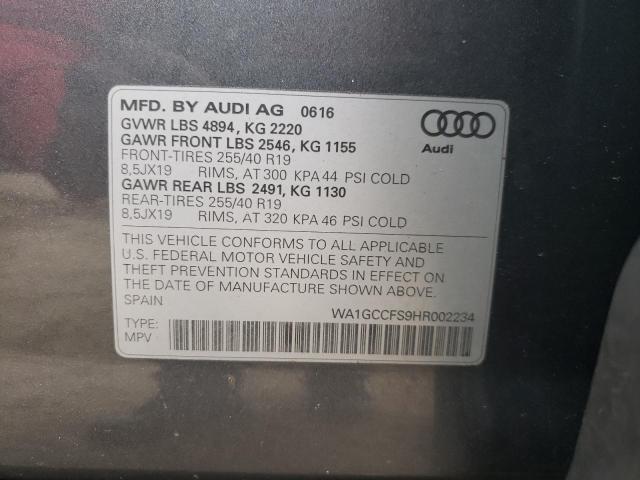 MFD. BY AUDI AG 0616
GVWR LBS 4894, KG 2220
GAWR FRONT LBS 2546, KG 1155
FRONT-TIRES 255/40 R19
8,5JX19 RIMS, AT 300 KPA 44 PSI COLD
GAWR REAR LBS 2491, KG 1130
REAR-TIRES 255/40 R19
8,5JX19 RIMS, AT 320 KPA 46 PSI COLD
Audi
THIS VEHICLE CONFORMS TO ALL APPLICABLE
U.S. FEDERAL MOTOR VEHICLE SAFETY AND
THEFT PREVENTION STANDARDS IN EFFECT ON
THE DATE OF MANUFACTURE SHOWN ABOVE.
SPAIN
WA1GCCFS9HR002234
TYPE:
MPV